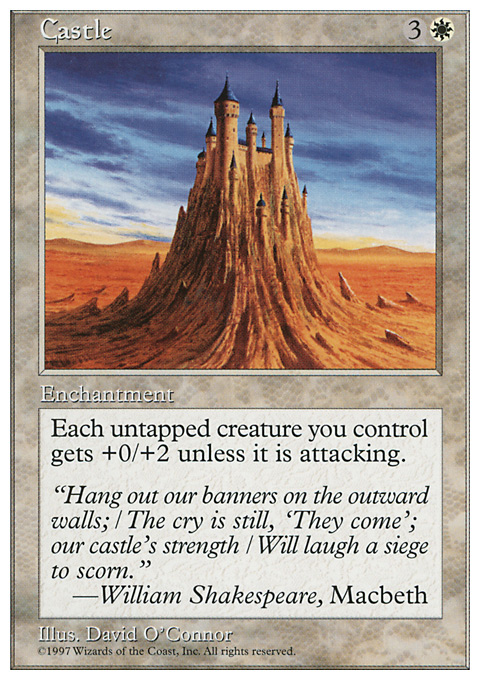 Castle 3
Enchantment
Each untapped creature you control
gets +0/+2 unless it is attacking.
“Hang out our banners on the outward
walls; / The cry is still, ‘They come’;
our castle’s strength / Will laugh a siege
to scorn.”
—William Shakespeare, Macbeth
Illus. David O’Connor
©1997 Wizards of the Coast, Inc. All rights reserved.